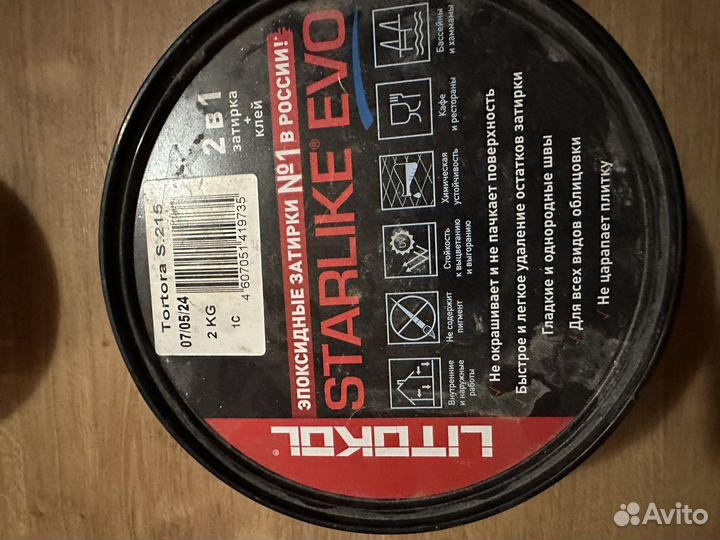 2 в 1
затирка
+
клей
ЭПОКСИДНЫЕ ЗАТИРКИ №1 В РОССИИ!*
STARLIKE® EVO
Tortora S.215
07/05/24
2 KG
1C
4 607051 419735
Внутренние
и наружные
работы
Не содержит
пигмент
UV
Стойкость
к выцветанию
и выгоранию
Химическая
устойчивость
Кафе
и рестораны
Бассейны
и хаммамы
Не окрашивает и не пачкает поверхность
Быстрое и легкое удаление остатков затирки
Гладкие и однородные швы
Для всех видов облицовки
Не царапает плитку
LITOKOL®
Avito